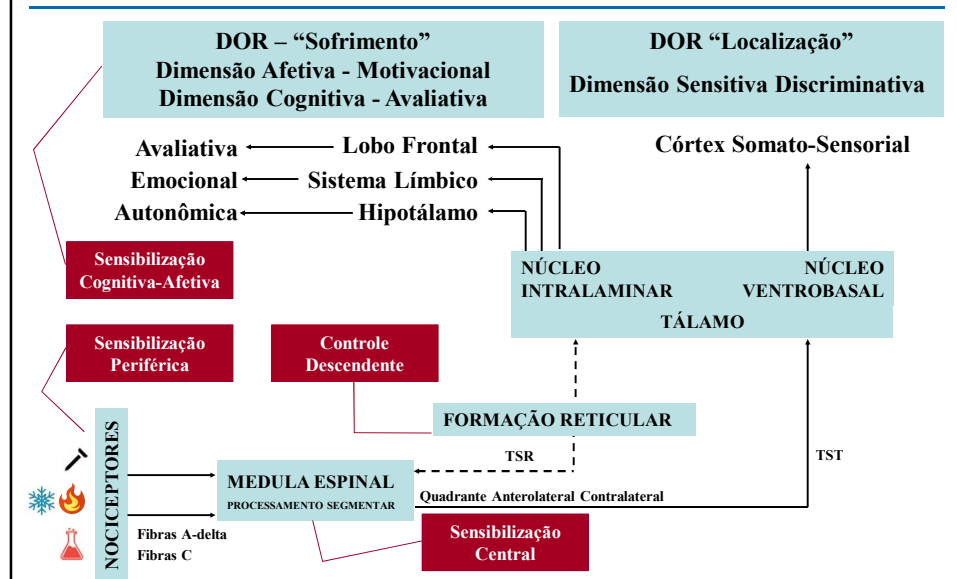 DOR – “Sofrimento”
Dimensão Afetiva - Motivacional
Dimensão Cognitiva - Avaliativa
DOR “Localização”
Dimensão Sensitiva Discriminativa
Avaliativa
Lobo Frontal
Emocional
Sistema Límbico
Autonômica
Hipotálamo
Córtex Somato-Sensorial
Sensibilização
Cognitiva-Afetiva
NÚCLEO
INTRALAMINAR
NÚCLEO
VENTROBASAL
TÁLAMO
Sensibilização
Periférica
Controle
Descendente
FORMAÇÃO RETICULAR
TSR
TST
NOCICEPTORES
MEDULA ESPINAL
PROCESSAMENTO SEGMENTAR
Quadrante Anterolateral Contralateral
Fibras A-delta
Fibras C
Sensibilização
Central